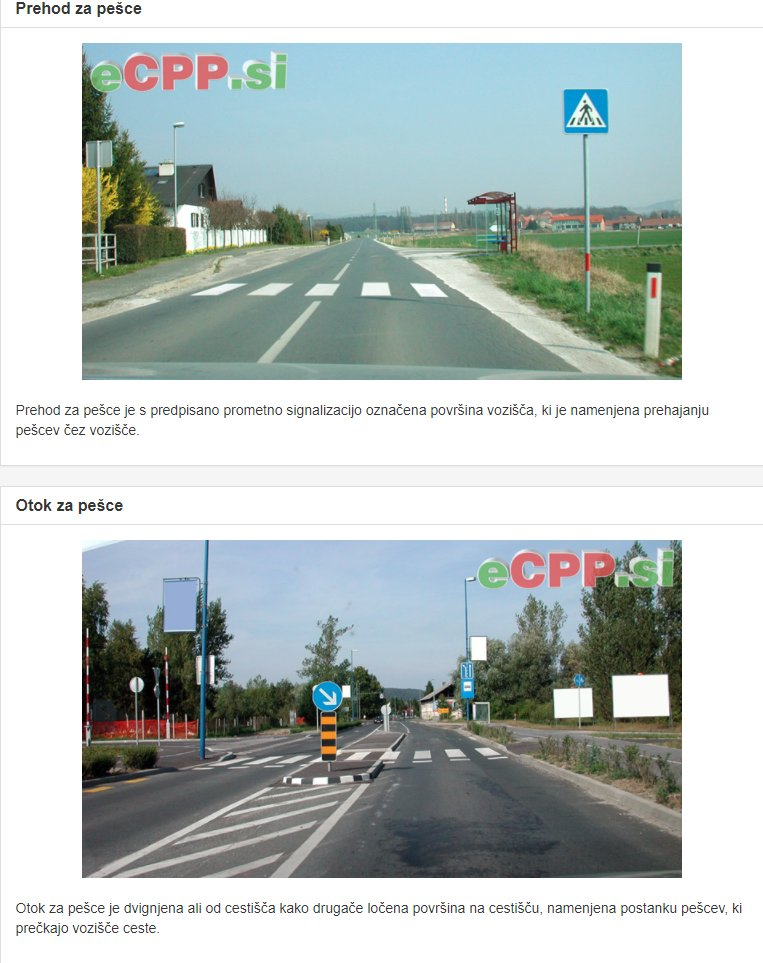 Prehod za pešce
eCPP.si
Prehod za pešce je s predpisano prometno signalizacijo označena površina vozišča, ki je namenjena prehajanju
pešcev čez vozišče.
Otok za pešce
eCPP.si
Otok za pešce je dvignjena ali od cestišča kako drugače ločena površina na cestišču, namenjena postanku pešcev, ki
prečkajo vozišče ceste.